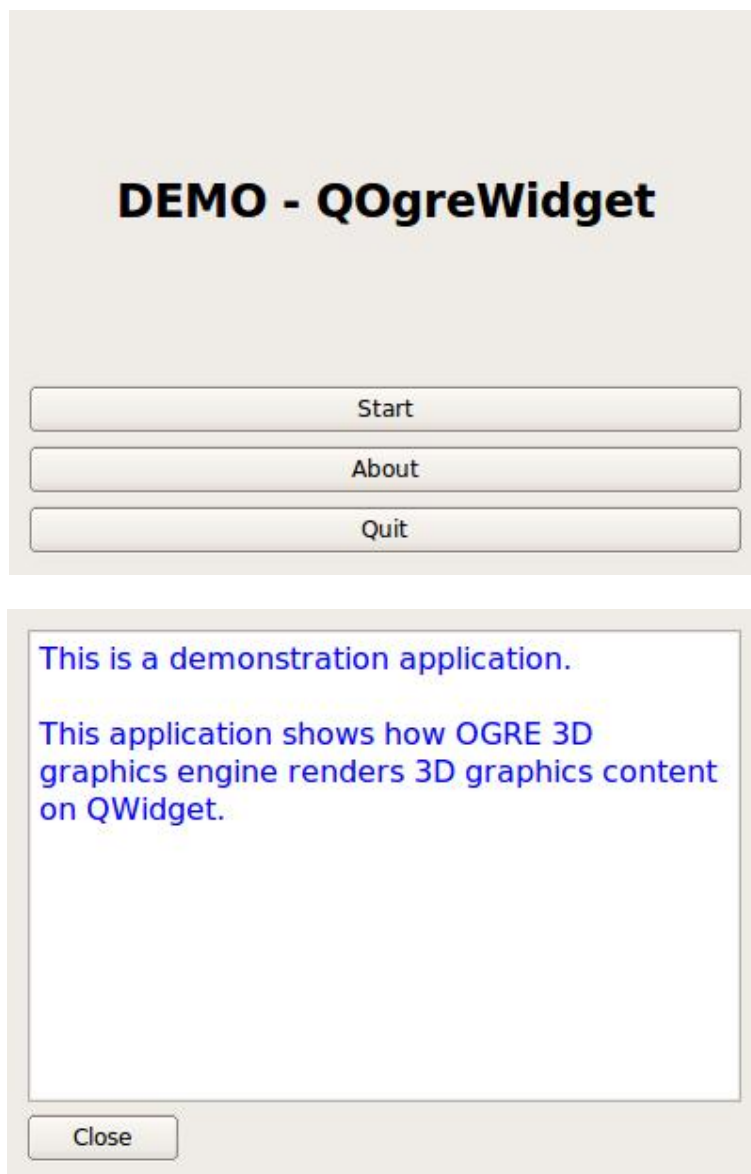 DEMO - QOgreWidget
Start
About
Quit
This is a demonstration application.
This application shows how OGRE 3D
graphics engine renders 3D graphics content
on QWidget.
Close